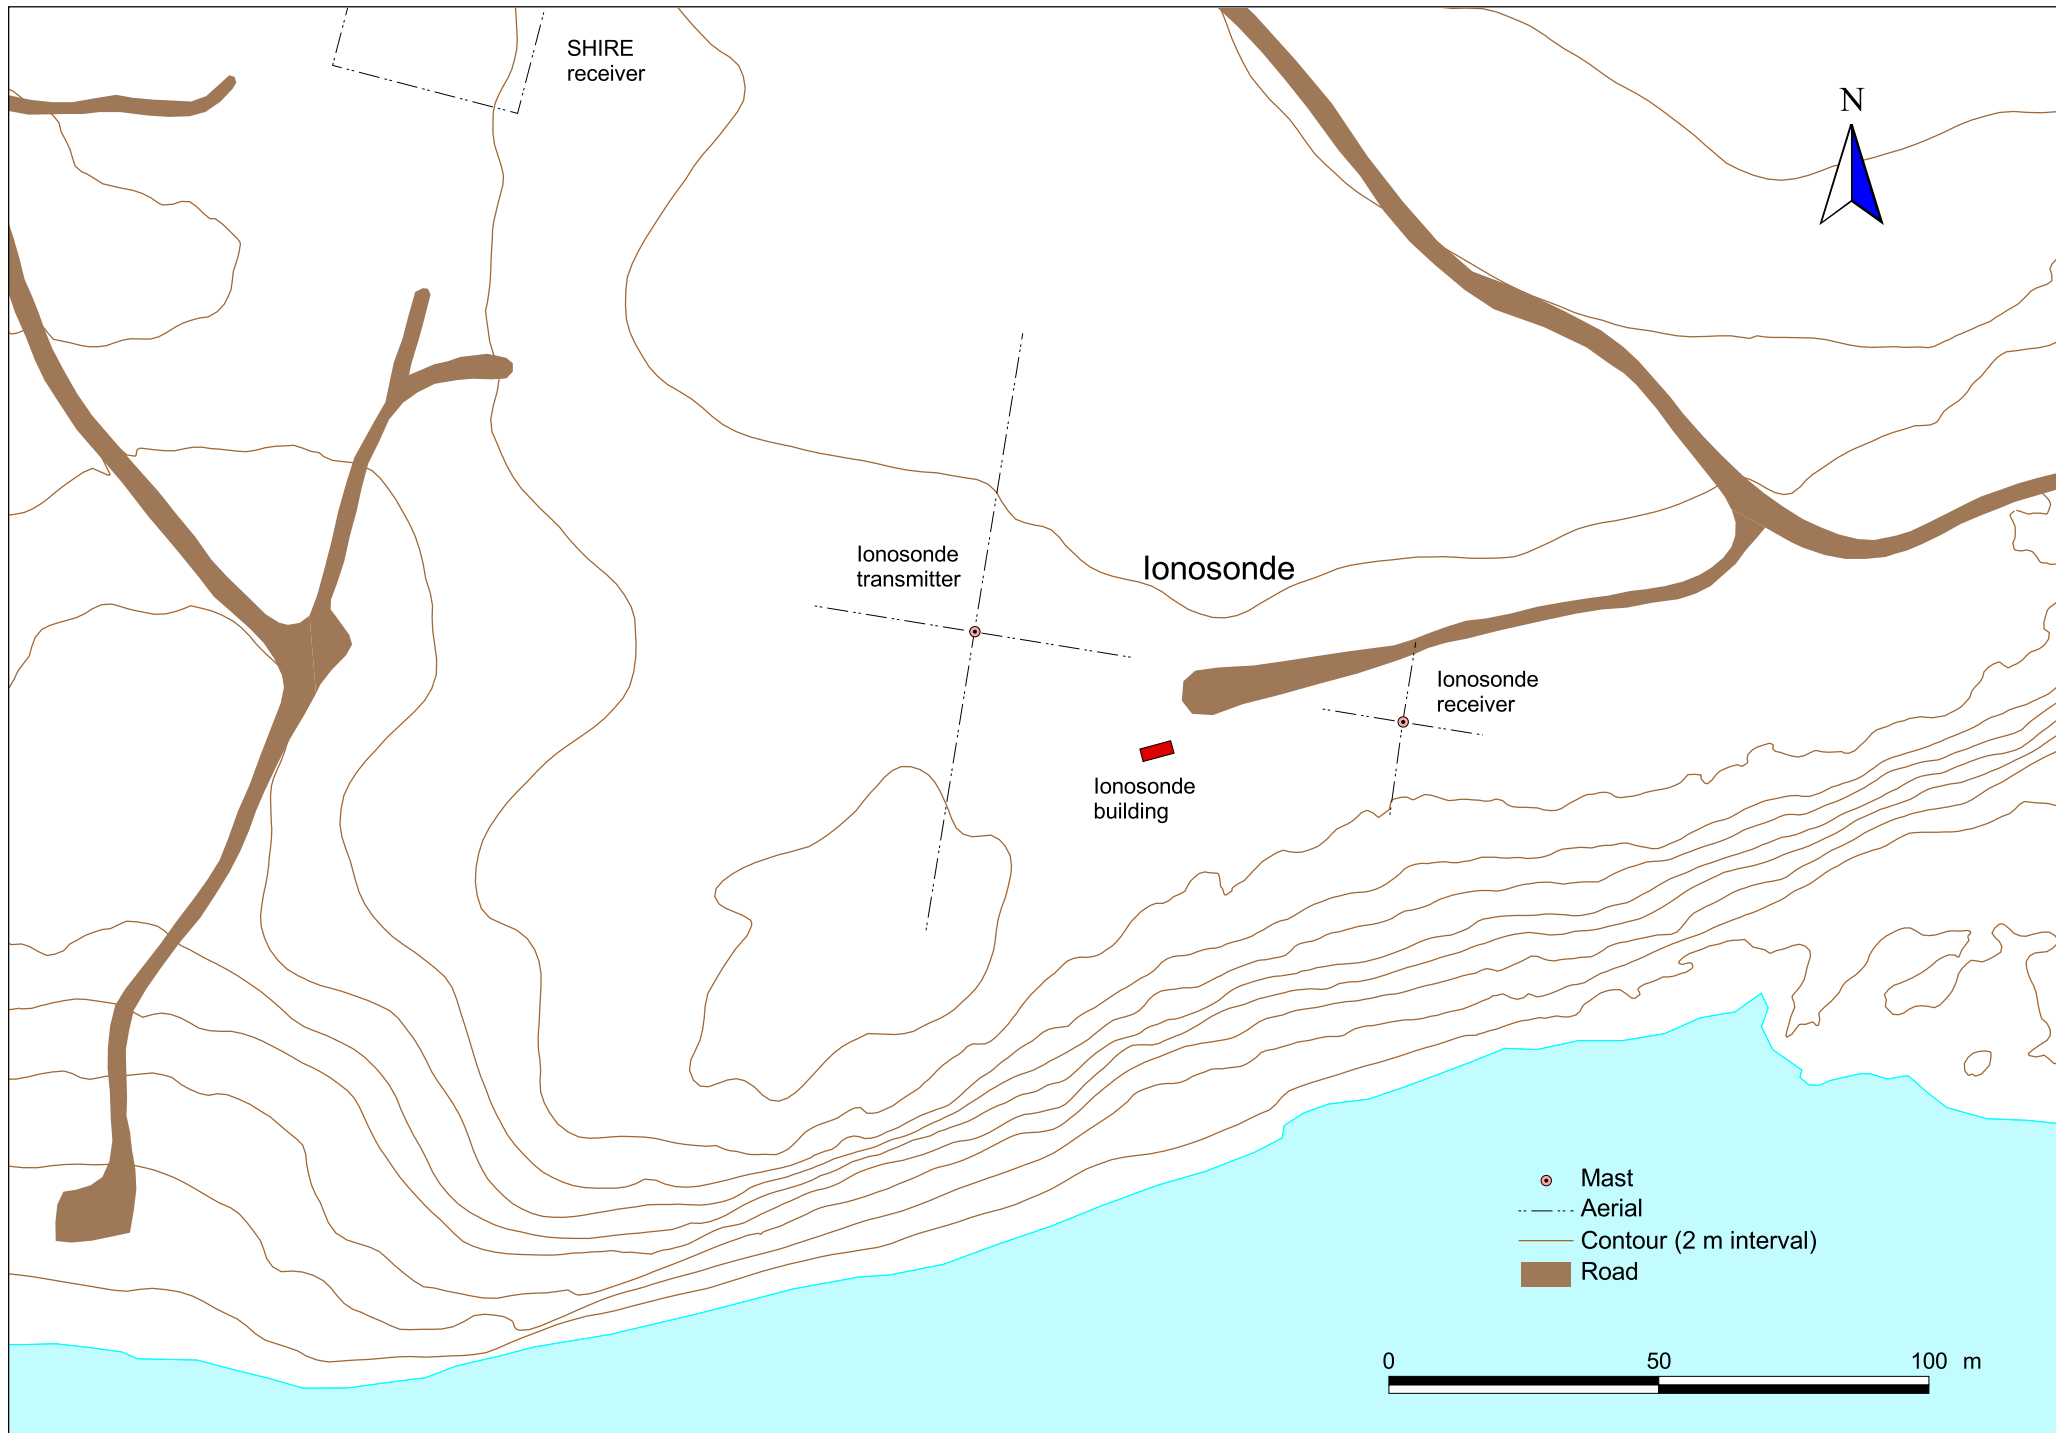 SHIRE
receiver
N
Ionosonde
transmitter
Ionosonde
Ionosonde
receiver
Ionosonde
building
Mast
Aerial
Contour (2 m interval)
Road
0 50 100 m